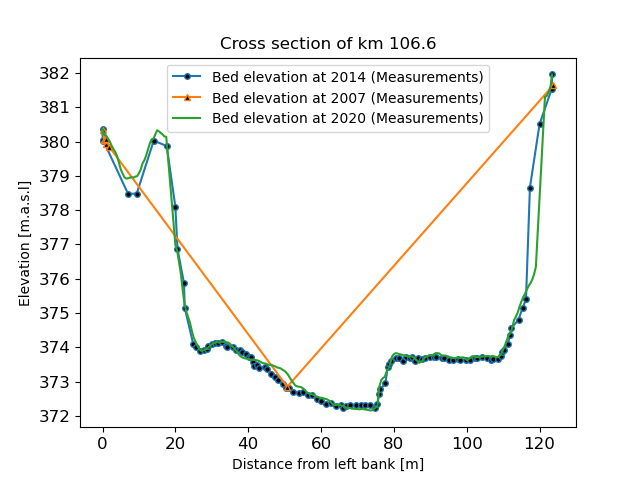 Cross section of km 106.6
Bed elevation at 2014 (Measurements)
Bed elevation at 2007 (Measurements)
Bed elevation at 2020 (Measurements)
Elevation [m.a.s.l]
382
381
380
379
378
377
376
375
374
373
372
0 20 40 60 80 100 120
Distance from left bank [m]